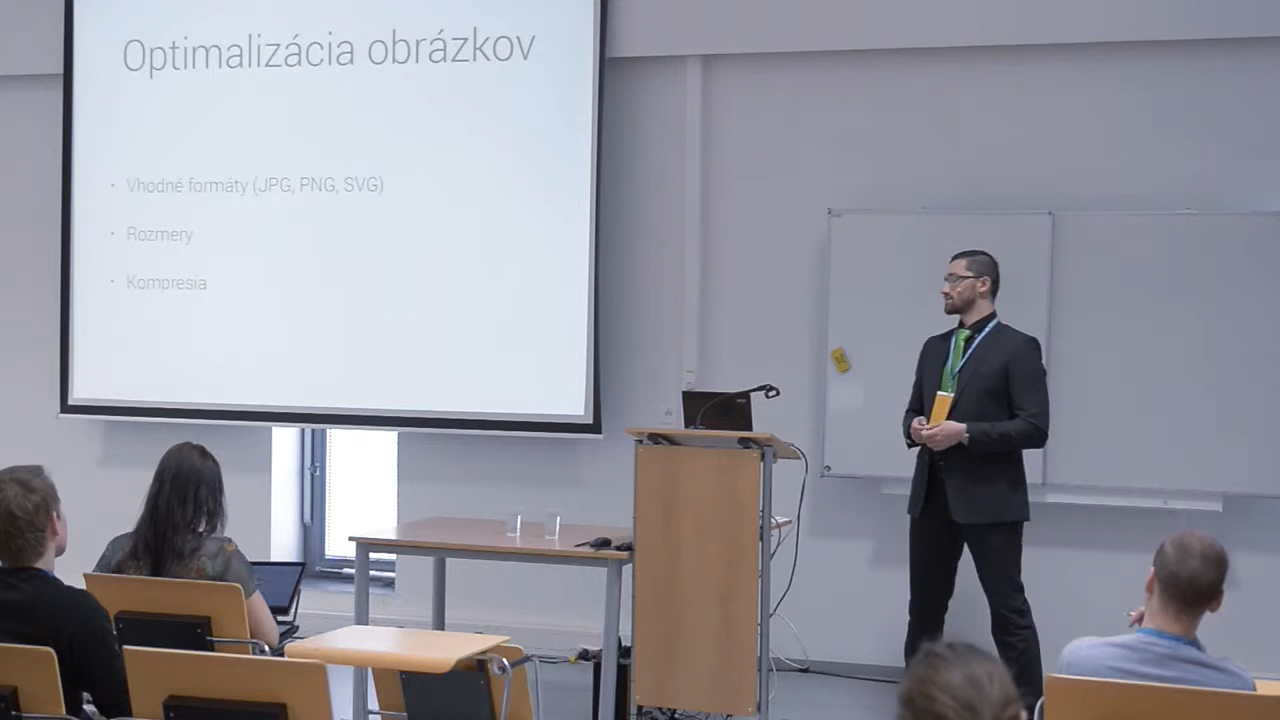 Optimalizácia obrázkov
• Vhodné formáty (JPG, PNG, SVG)
• Rozmery
• Kompresia